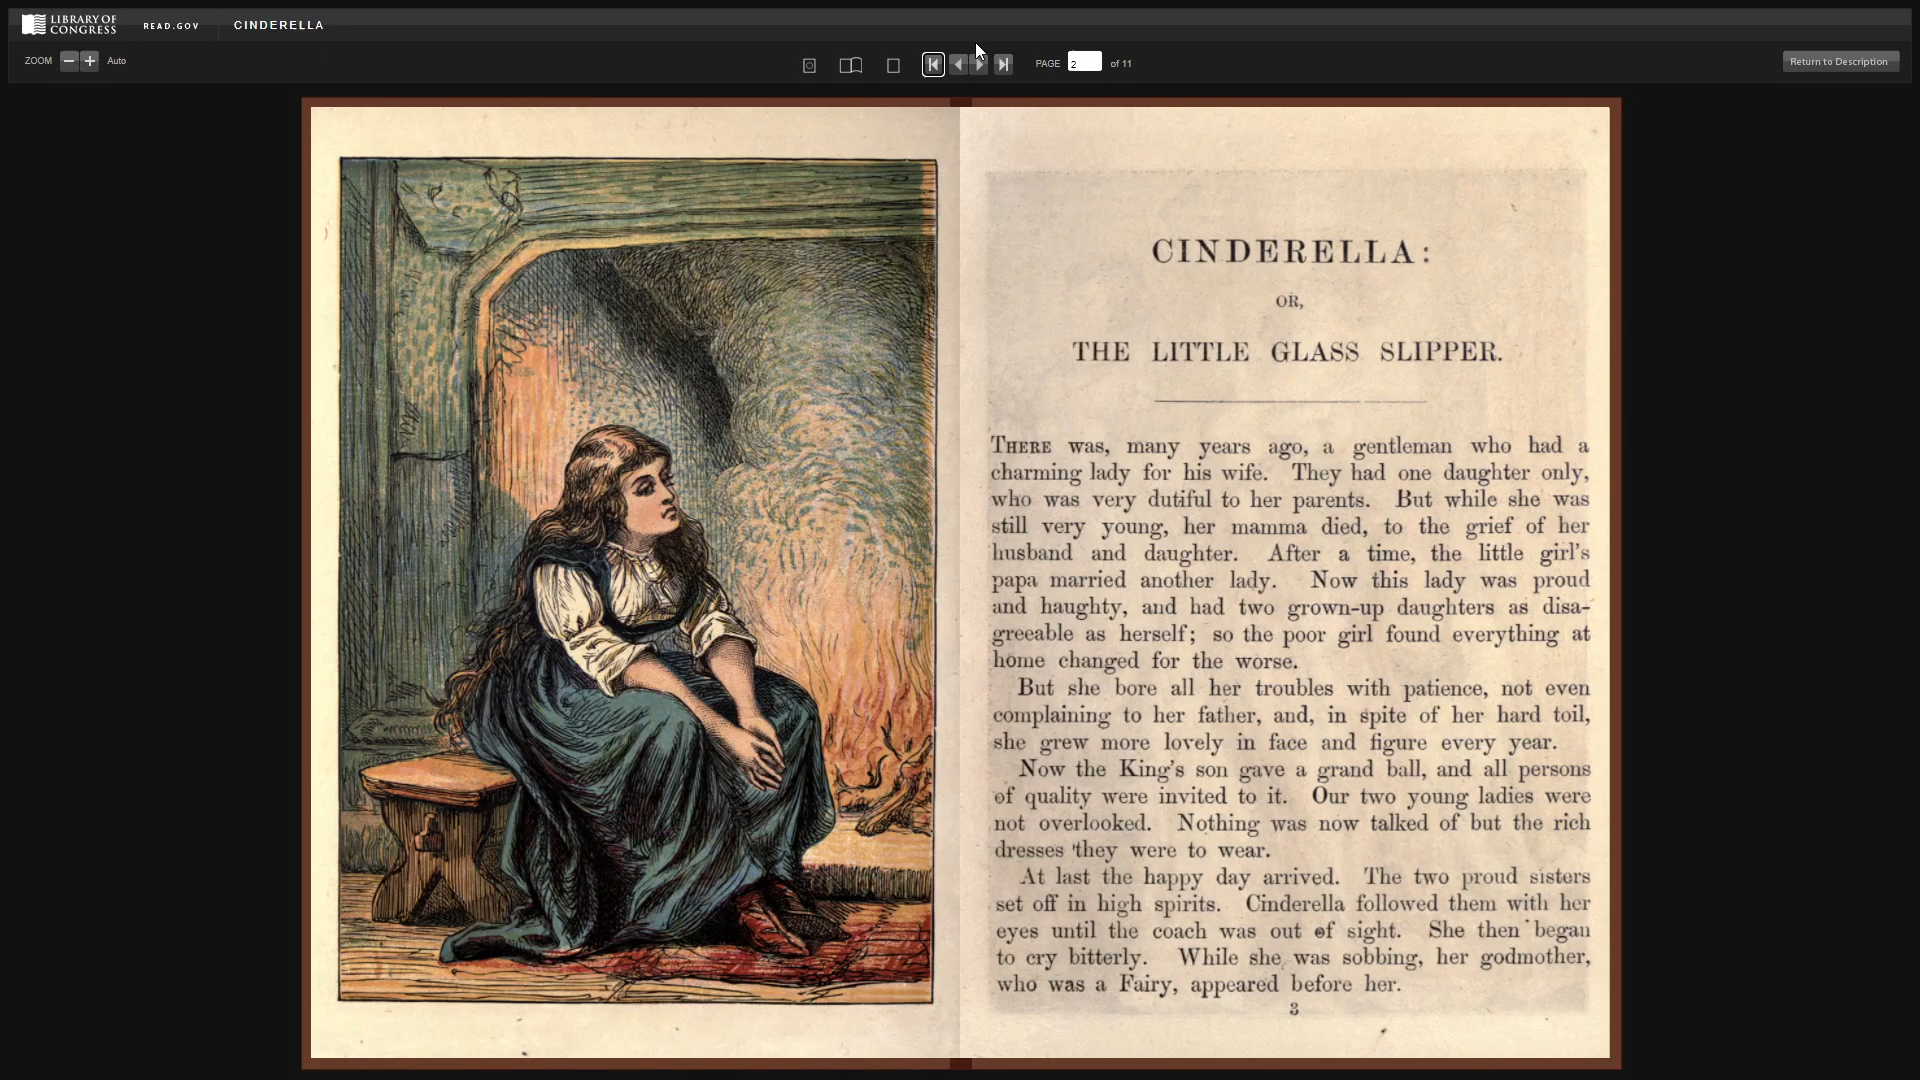 LIBRARY OF
CONGRESS
READ.GOV
CINDERELLA
ZOOM
Auto
PAGE
2
of 11
Return to Description
CINDERELLA:
OR,
THE LITTLE GLASS SLIPPER.
THERE was, many years ago, a gentleman who had a
charming lady for his wife. They had one daughter only,
who was very dutiful to her parents. But while she was
still very young, her mamma died, to the grief of her
husband and daughter. After a time, the little girl's
papa married another lady. Now this lady was proud
and haughty, and had two grown-up daughters as disa-
greeable as herself; so the poor girl found everything at
home changed for the worse.
But she bore all her troubles with patience, not even
complaining to her father, and, in spite of her hard toil,
she grew more lovely in face and figure every year.
Now the King's son gave a grand ball, and all persons
of quality were invited to it. Our two young ladies were
not overlooked. Nothing was now talked of but the rich
dresses they were to wear.
At last the happy day arrived. The two proud sisters
set off in high spirits. Cinderella followed them with her
eyes until the coach was out of sight. She then began
to cry bitterly. While she was sobbing, her godmother,
who was a Fairy, appeared before her.
3